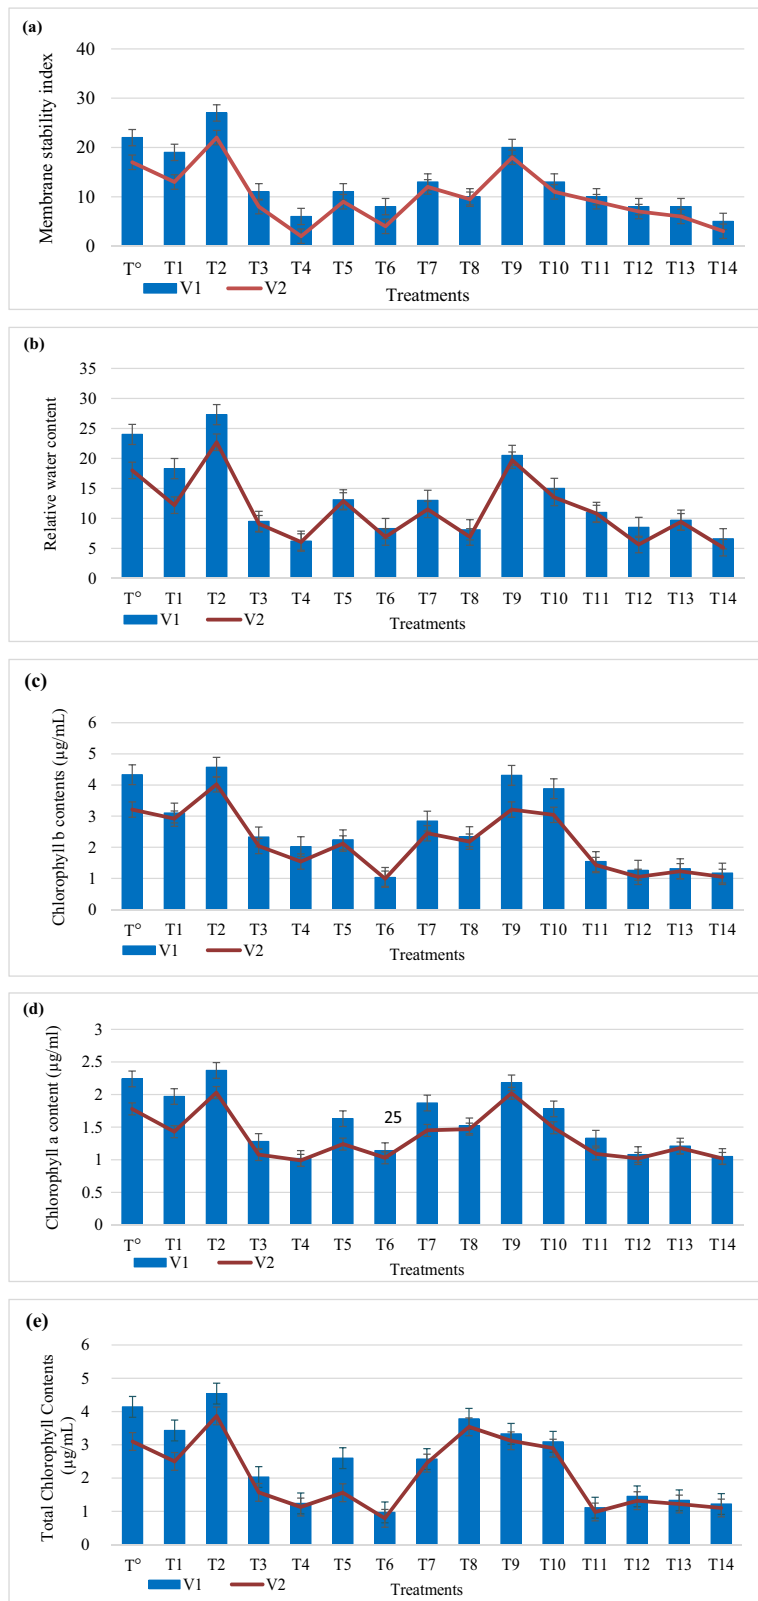 (a)
Membrane stability index
40
30
20
10
0
T° T1 T2 T3 T4 T5 T6 T7 T8 T9 T10 T11 T12 T13 T14
V1 V2
Treatments
(b)
Relative water content
35
30
25
20
15
10
5
0
T° T1 T2 T3 T4 T5 T6 T7 T8 T9 T10 T11 T12 T13 T14
V1 V2
Treatments
(c)
Chlorophyll b contents (µg/mL)
6
5
4
3
2
1
0
T° T1 T2 T3 T4 T5 T6 T7 T8 T9 T10 T11 T12 T13 T14
V1 V2
Treatments
(d)
Chlorophyll a content (µg/ml)
3
2.5
2
1.5
1
0.5
0
25
T° T1 T2 T3 T4 T5 T6 T7 T8 T9 T10 T11 T12 T13 T14
V1 V2
Treatments
(e)
Total Chlorophyll Contents
(µg/mL)
6
5
4
3
2
1
0
T° T1 T2 T3 T4 T5 T6 T7 T8 T9 T10 T11 T12 T13 T14
V1 V2
Treatments